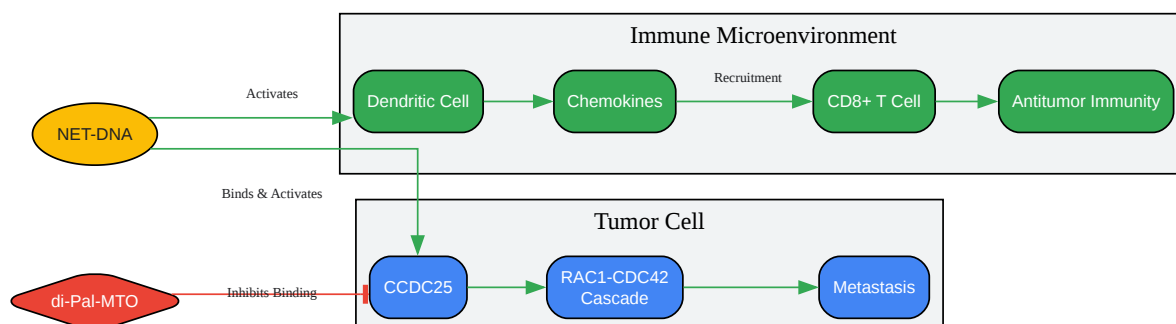 Immune Microenvironment
Activates
Dendritic Cell
Chemokines
Recruitment
CD8+ T Cell
Antitumor Immunity
NET-DNA
Binds & Activates
Tumor Cell
di-Pal-MTO
Inhibits Binding
CCDC25
RAC1-CDC42
Cascade
Metastasis